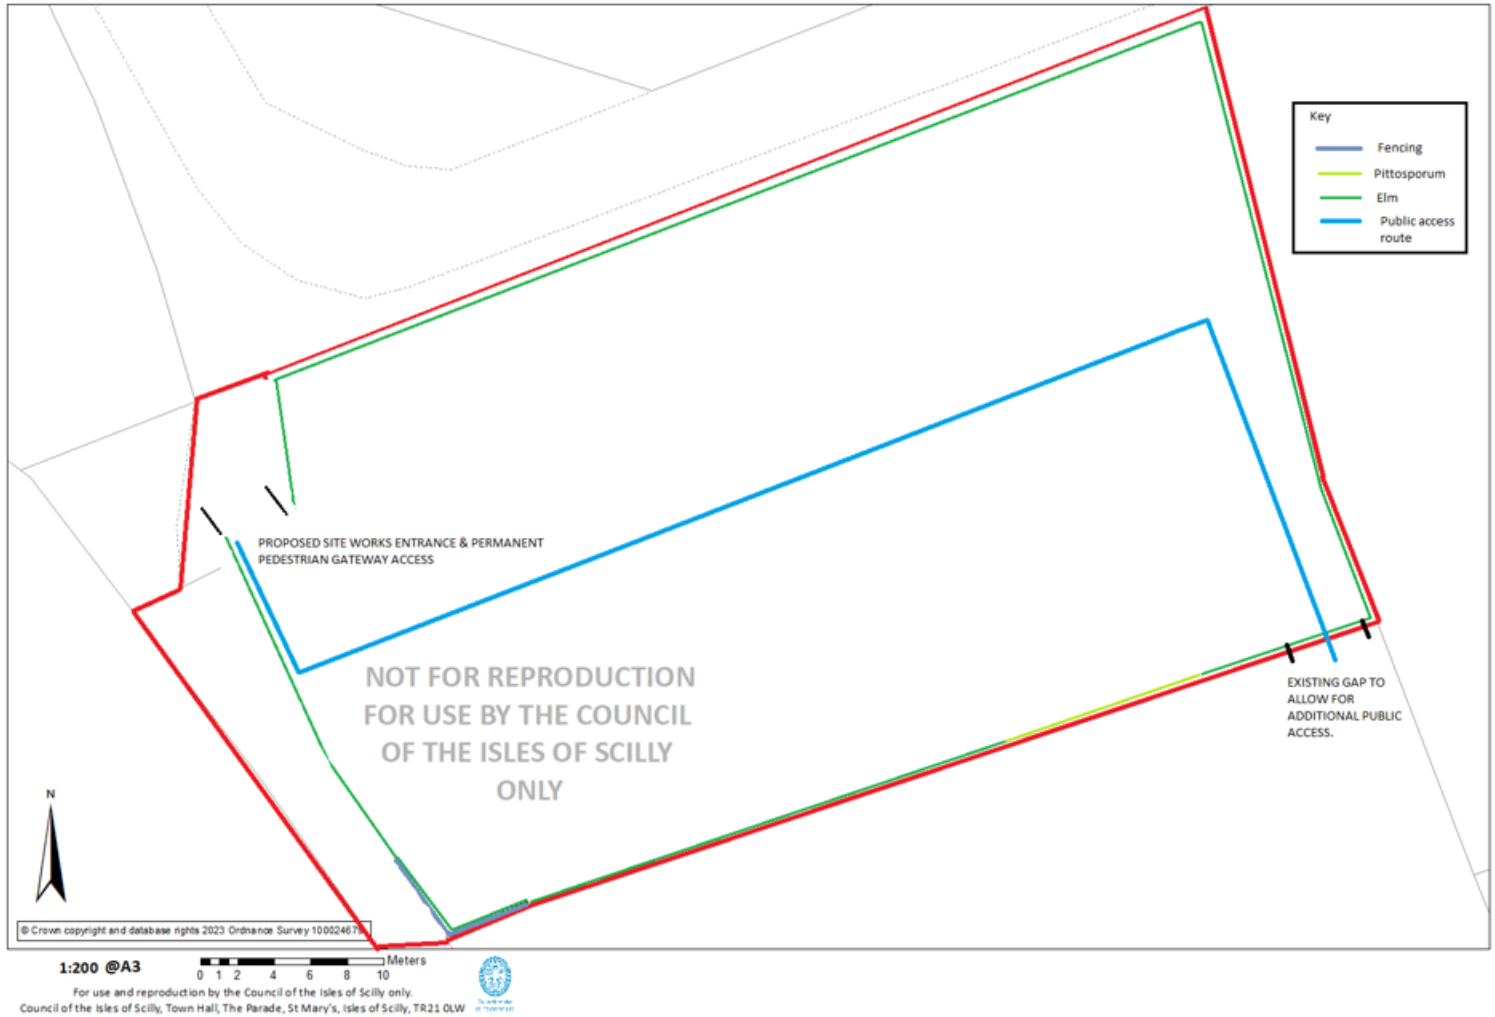 Key
Fencing
Pittosporum
Elm
Public access
route
PROPOSED SITE WORKS ENTRANCE & PERMANENT
PEDESTRIAN GATEWAY ACCESS
NOT FOR REPRODUCTION
FOR USE BY THE COUNCIL
OF THE ISLES OF SCILLY
ONLY
EXISTING GAP TO
ALLOW FOR
ADDITIONAL PUBLIC
ACCESS.
N
© Crown copyright and database rights 2023 Ordnance Survey
1:200 @A3
Meters
0 1 2 4 6 8 10
For use and reproduction by the Council of the Isles of Scilly only.
Council of the Isles of Scilly, Town Hall, The Parade, St Mary's, Isles of Scilly, TR21 0LW